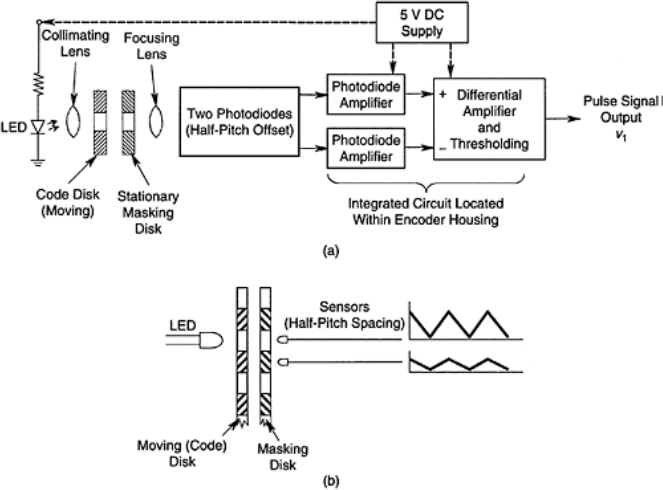 5 V DC
Supply
Collimating
Lens
Focusing
Lens
LED
Two Photodiodes
(Half-Pitch Offset)
Photodiode
Amplifier
Photodiode
Amplifier
+
−
Differential
Amplifier
and
Thresholding
Pulse Signal
Output
v1
Code Disk
(Moving)
Stationary
Masking
Disk
Integrated Circuit Located
Within Encoder Housing
(a)
LED
Sensors
(Half-Pitch Spacing)
Moving (Code)
Disk
Masking
Disk
(b)